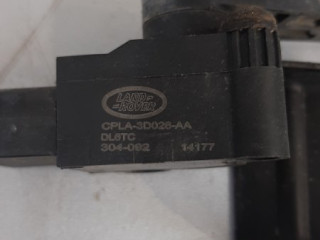 LAND
ROVER
CPLA-3D026-AA
DL8TC
304-092 14177